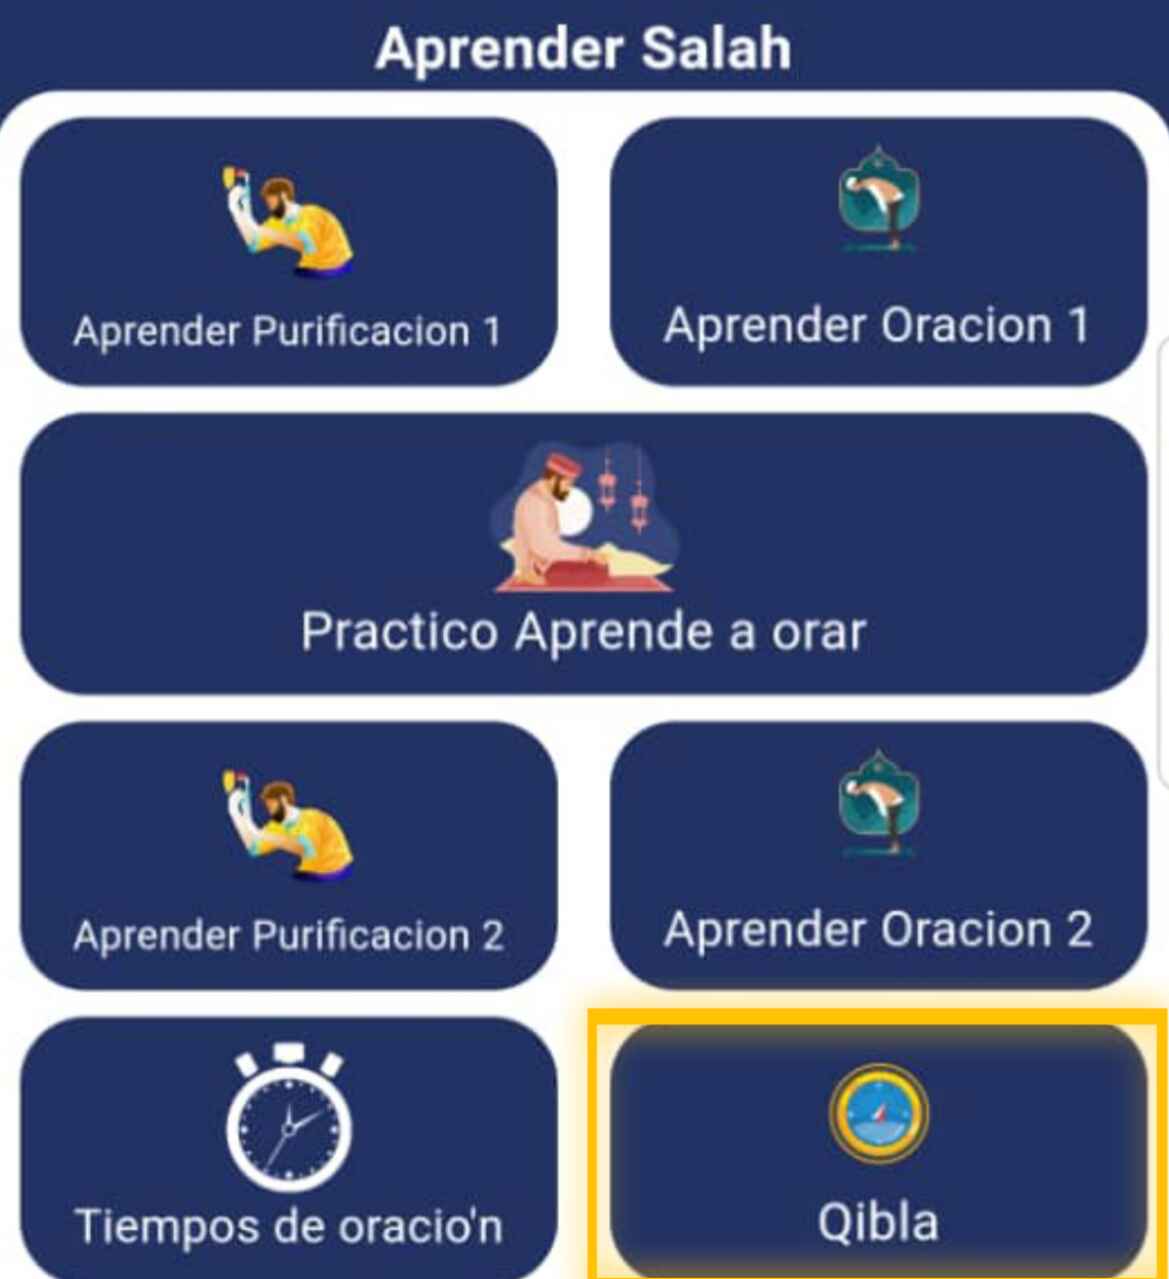 Aprender Salah
Aprender Purificacion 1
Aprender Oracion 1
Practico Aprende a orar
Aprender Purificacion 2
Aprender Oracion 2
Tiempos de oracio'n
Qibla